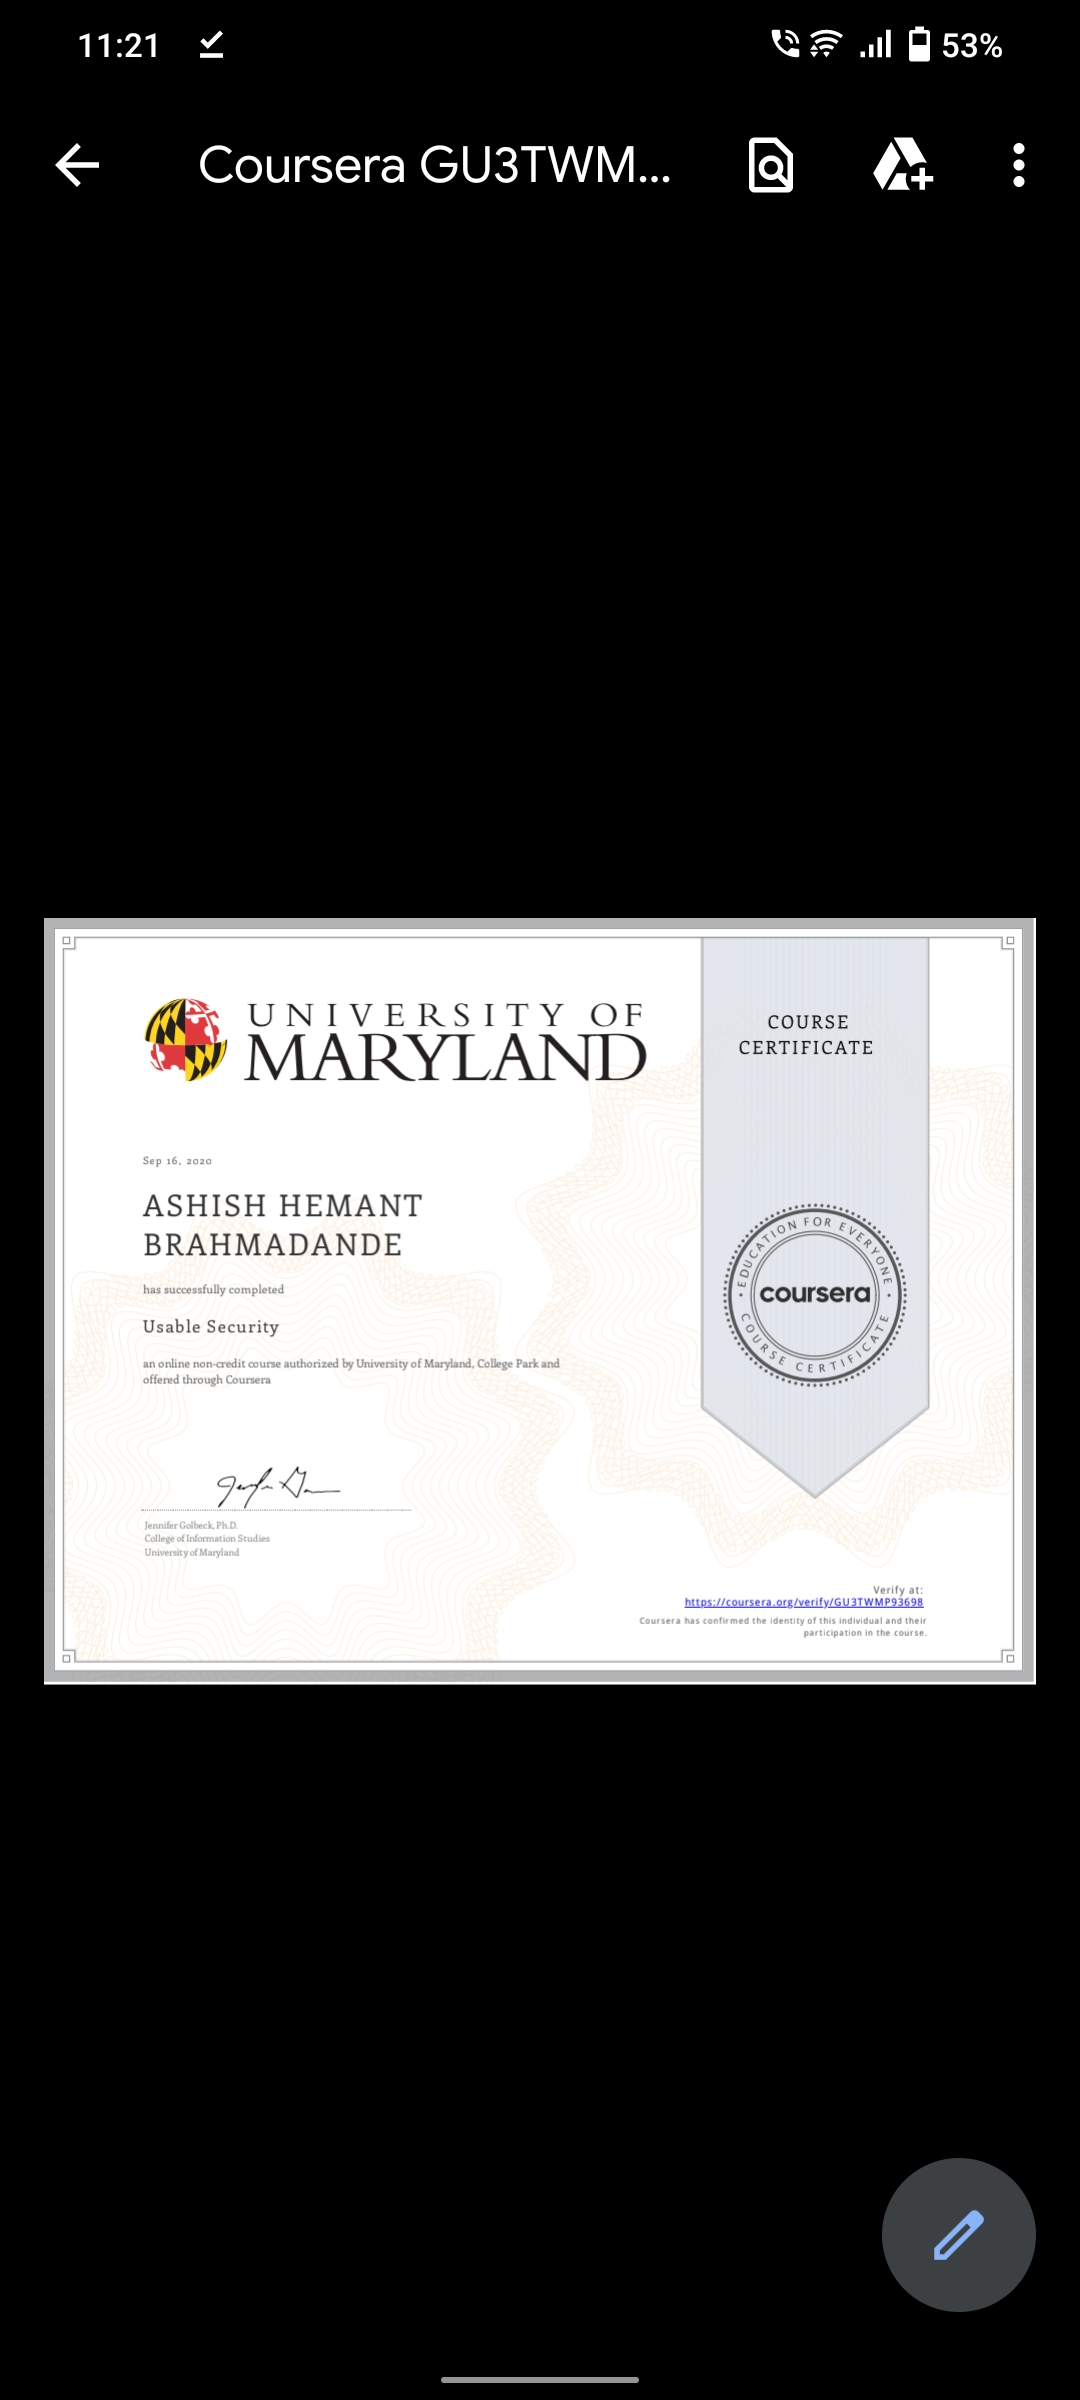 11:21
53%
Coursera GU3TWM...
UNIVERSITY OF
MARYLAND
COURSE
CERTIFICATE
Sep 16, 2020
ASHISH HEMANT
BRAHMADANDE
has successfully completed
Usable Security
an online non-credit course authorized by University of Maryland, College Park and
offered through Coursera
EDUCATION FOR EVERYONE
coursera
COURSE CERTIFICATE
Jennifer Golbeck, Ph.D.
College of Information Studies
University of Maryland
Verify at:
https://coursera.org/verify/GU3TWMP93698
Coursera has confirmed the identity of this individual and their
participation in the course.